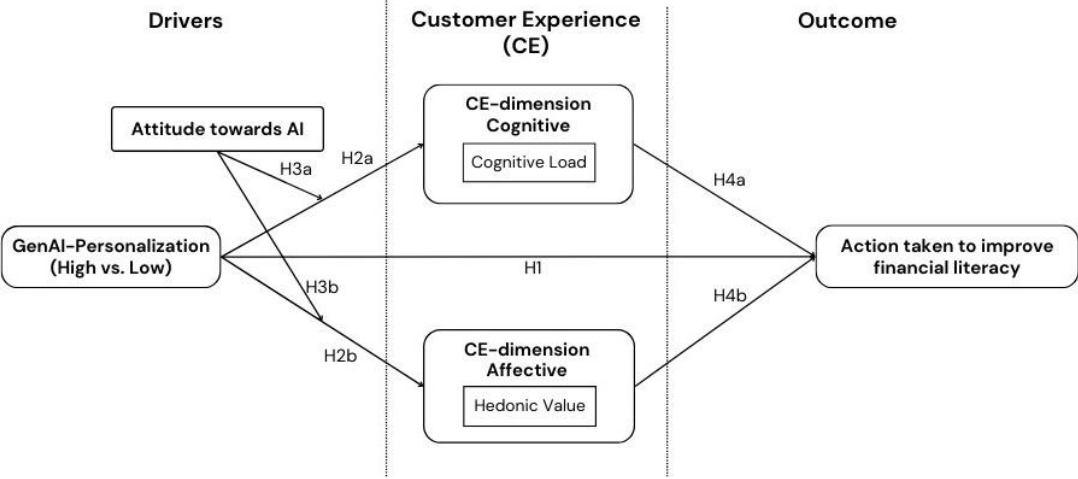 Drivers
Customer Experience
(CE)
Outcome
Attitude towards AI
CE-dimension
Cognitive
Cognitive Load
H3a
H2a
H4a
GenAI-Personalization
(High vs. Low)
H1
Action taken to improve
financial literacy
H3b
H2b
H4b
CE-dimension
Affective
Hedonic Value